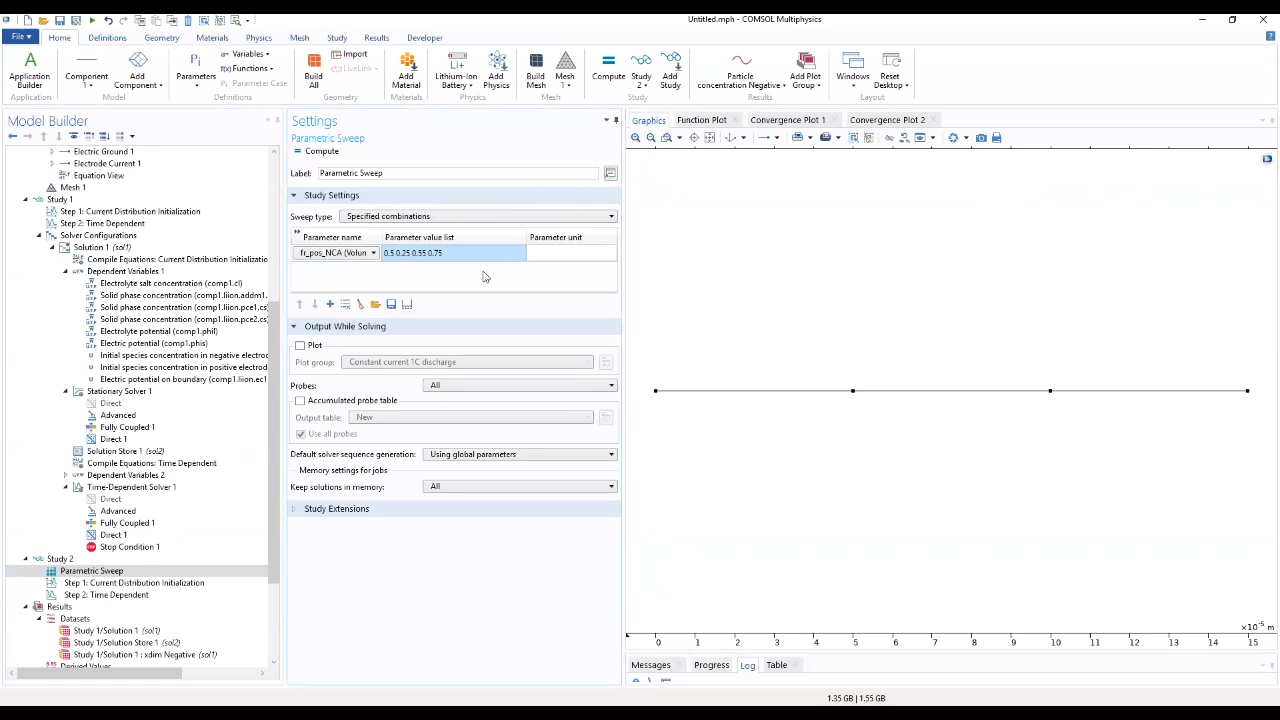 Untitled.mph - COMSOL Multiphysics
File Home Definitions Geometry Materials Physics Mesh Study Results Developer
Application Builder
Component 1
Add Component
Parameters
Variables
Functions
Parameter Case
Build All
Import
LiveLink
Add Material
Lithium-Ion Battery
Add Physics
Build Mesh
Mesh 1
Compute
Study 2
Add Study
Particle concentration Negative
Add Plot Group
Windows
Reset Desktop
Application Model Definitions Geometry Materials Physics Mesh Study Results Layout
Model Builder
Electric Ground 1
Electrode Current 1
Equation View
Mesh 1
Study 1
Step 1: Current Distribution Initialization
Step 2: Time Dependent
Solver Configurations
Solution 1 (sol1)
Compile Equations: Current Distribution
Dependent Variables 1
Electrolyte salt concentration (comp1.cl)
Solid phase concentration (comp1.liion.addm1.
Solid phase concentration (comp1.liion.pce1.cs
Solid phase concentration (comp1.liion.pce2.cs
Electrolyte potential (comp1.phil)
Electric potential (comp1.phis)
Initial species concentration in negative electrod
Initial species concentration in positive electrod
Electric potential on boundary (comp1.liion.ec1
Stationary Solver 1
Direct
Advanced
Fully Coupled 1
Direct 1
Solution Store 1 (sol2)
Compile Equations: Time Dependent
Dependent Variables 2
Time-Dependent Solver 1
Direct
Advanced
Fully Coupled 1
Direct 1
Stop Condition 1
Study 2
Parametric Sweep
Step 1: Current Distribution Initialization
Step 2: Time Dependent
Results
Datasets
Study 1/Solution 1 (sol1)
Study 1/Solution Store 1 (sol2)
Study 1/Solution 1 : xdim Negative (sol1)
Derived Values
Settings
Parametric Sweep
= Compute
Label: Parametric Sweep
Study Settings
Sweep type: Specified combinations
Parameter name Parameter value list Parameter unit
fr_pos_NCA (Volun 0.5 0.25 0.55 0.75
Output While Solving
Plot
Plot group: Constant current 1C discharge
Probes: All
Accumulated probe table
Output table: New
Use all probes
Default solver sequence generation: Using global parameters
Memory settings for jobs
Keep solutions in memory: All
Study Extensions
Graphics Function Plot Convergence Plot 1 Convergence Plot 2
×10⁻⁵ m
0 1 2 3 4 5 6 7 8 9 10 11 12 13 14 15
Messages Progress Log Table
1.35 GB | 1.55 GB